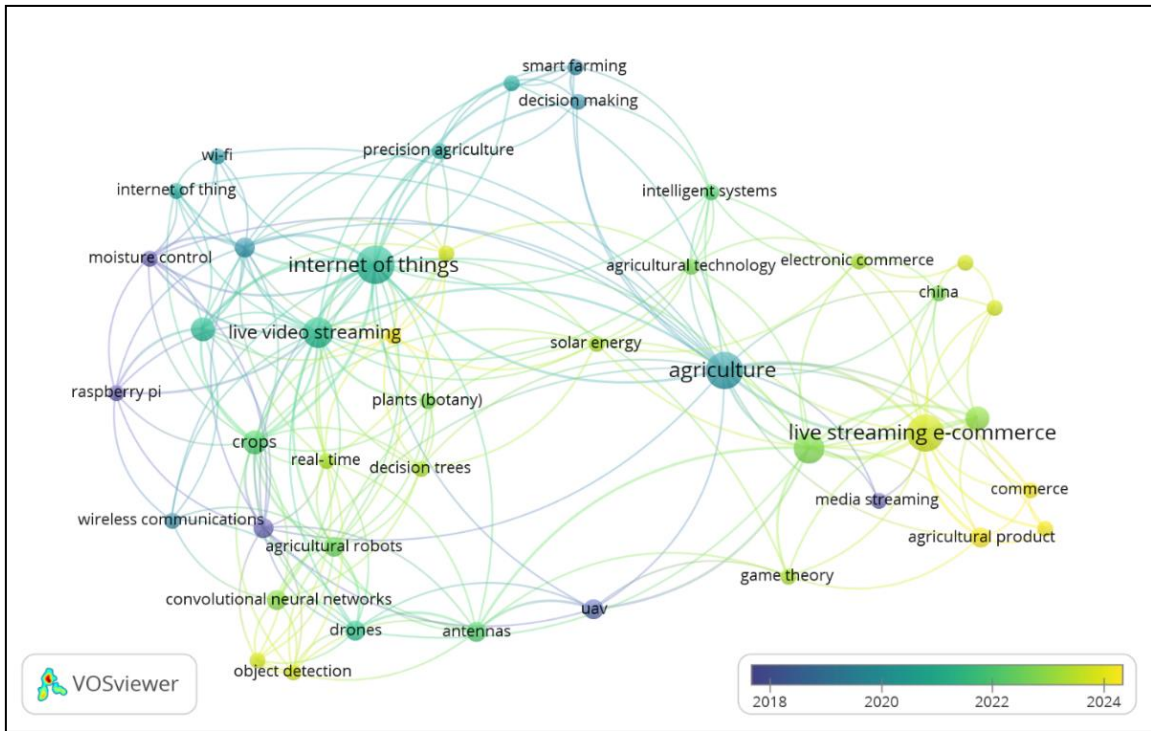 smart farming
decision making
wi-fi
precision agriculture
internet of thing
intelligent systems
moisture control
internet of things
agricultural technology
electronic commerce
china
live video streaming
solar energy
agriculture
raspberry pi
plants (botany)
live streaming e-commerce
crops
real- time
decision trees
media streaming
commerce
wireless communications
agricultural robots
agricultural product
game theory
convolutional neural networks
uav
drones
antennas
object detection
VOSviewer
2018 2020 2022 2024